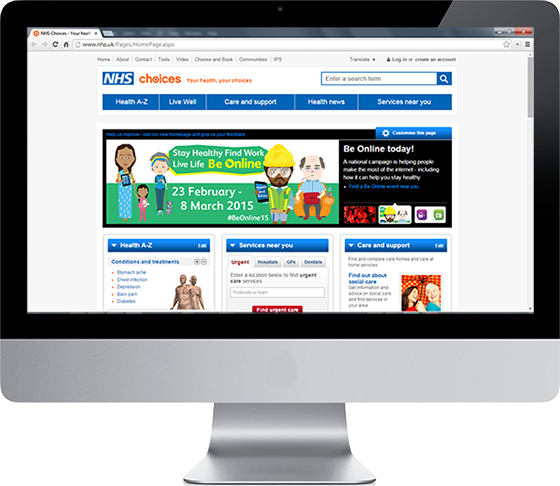 NHS Choices - Your healt
www.nhs.uk/Pages/HomePage.aspx
Home About Contact Tools Video Choose and Book Communities IPS
Translate Log in or create an account
NHS choices Your health, your choices
Enter a search term
Health A-Z Live Well Care and support Health news Services near you
Help us improve - visit our new homepage and give us your feedback
Customise this page
Stay Healthy Find Work
Live Life Be Online
23 February -
8 March 2015
#BeOnline15
Be Online today!
A national campaign is helping people
make the most of the internet - including
how it can help you stay healthy
Find a Be Online event near you
Health A-Z Edit
Conditions and treatments
Stomach ache
Chest infection
Depression
Back pain
Diabetes
Services near you
Urgent Hospitals GPs Dentists
Enter a location below to find urgent
care services
Postcode or town
Find urgent care
Care and support Edit
Find and compare care homes and care at
home services
Find out about
social care
Get information and
advice on social care
and find services in
your area